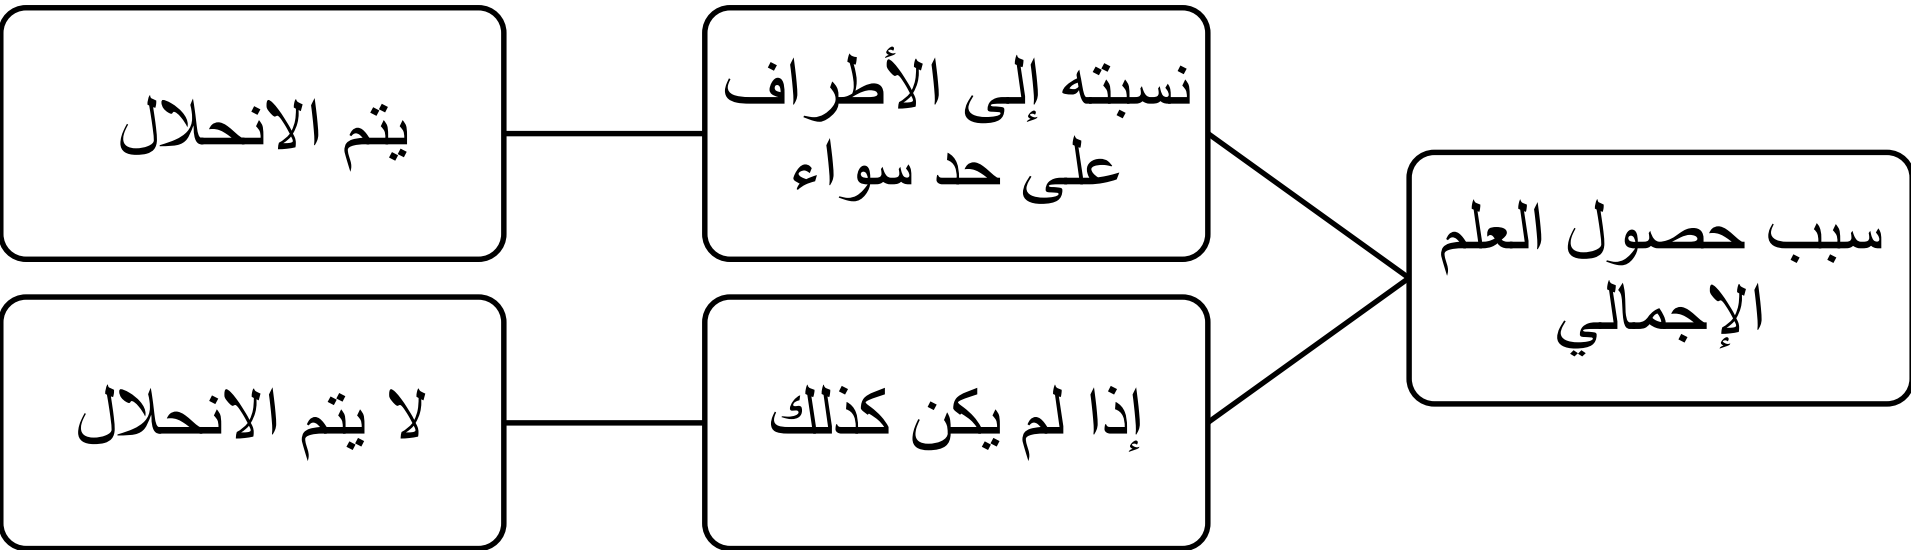 سبب حصول العلم
الإجمالي
نسبته إلى الأطراف
على حد سواء
يتم الانحلال
إذا لم يكن كذلك
لا يتم الانحلال